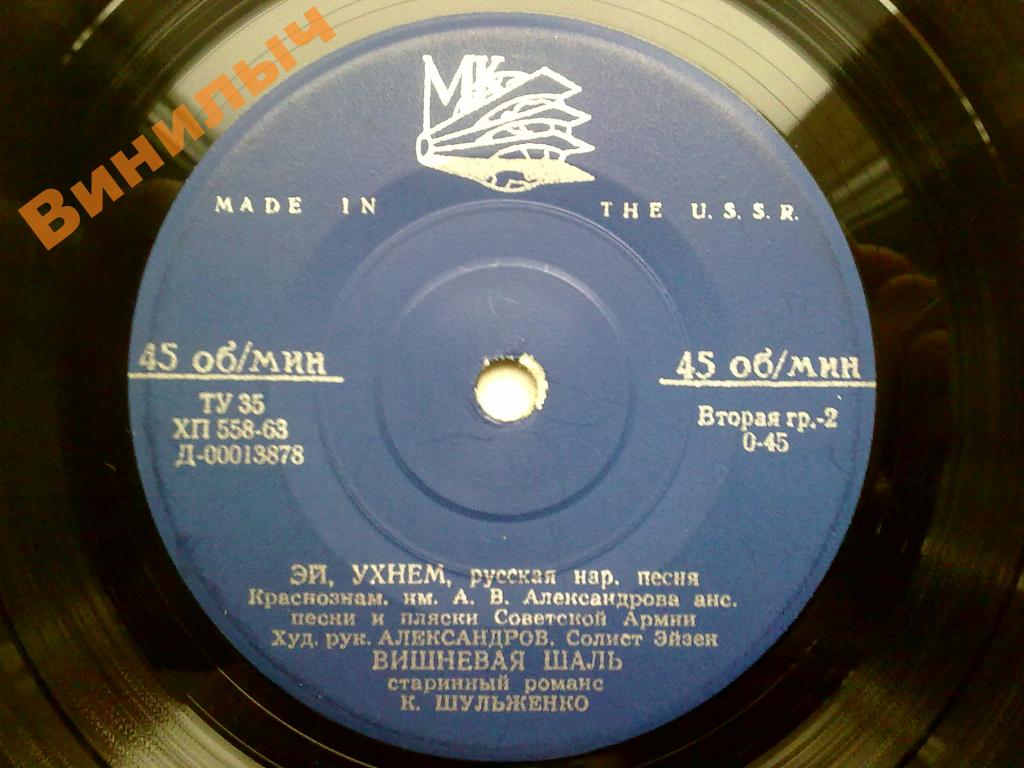 Винилыч
МК
MADE IN THE U.S.S.R.
45 об/мин
ТУ 35
ХП 558-63
Д-00013878
45 об/мин
Вторая гр.-2
0-45
ЭЙ, УХНЕМ, русская нар. песня
Краснознам. им. А. В. Александрова анс.
песни и пляски Советской Армии
Худ. рук. АЛЕКСАНДРОВ. Солист Эйзен
ВИШНЕВАЯ ШАЛЬ
старинный романс
К. ШУЛЬЖЕНКО